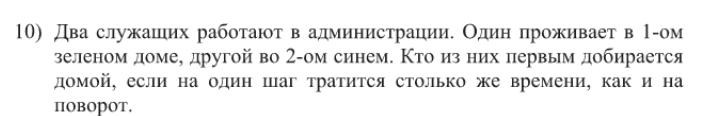 10) Два служащих работают в администрации. Один проживает в 1-ом
зеленом доме, другой во 2-ом синем. Кто из них первым добирается
домой, если на один шаг тратится столько же времени, как и на
поворот.